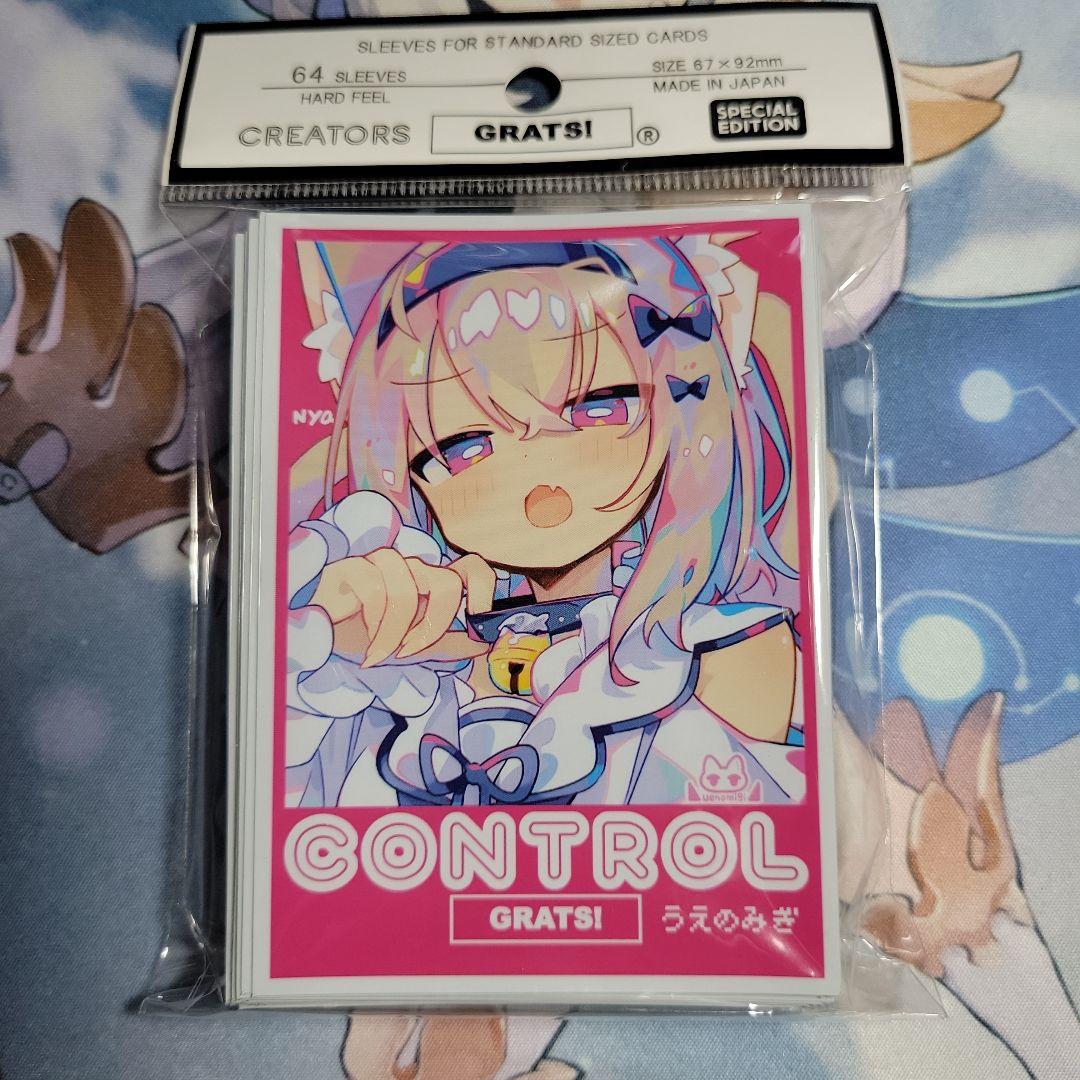 SLEEVES FOR STANDARD SIZED CARDS
64 SLEEVES
HARD FEEL
SIZE 67×92mm
MADE IN JAPAN
CREATORS GRATS! ® SPECIAL EDITION
Nya
uenomigi
CONTROL
GRATS! うえのみぎ